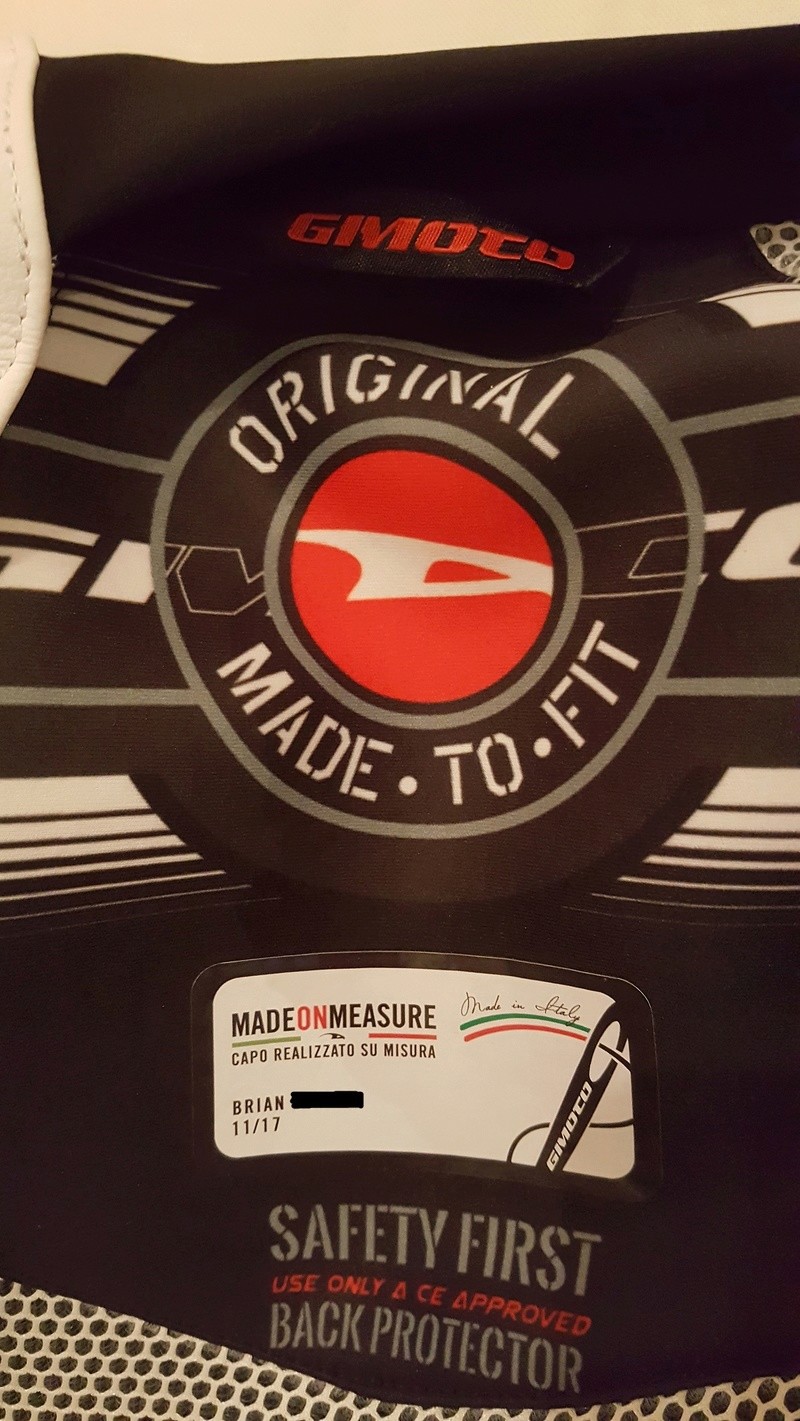 GIMOTO
ORIGINAL
MADE • TO • FIT
MADEONMEASURE
CAPO REALIZZATO SU MISURA
Made in Italy
BRIAN
11/17
GIMOTO
SAFETY FIRST
USE ONLY A CE APPROVED
BACK PROTECTOR